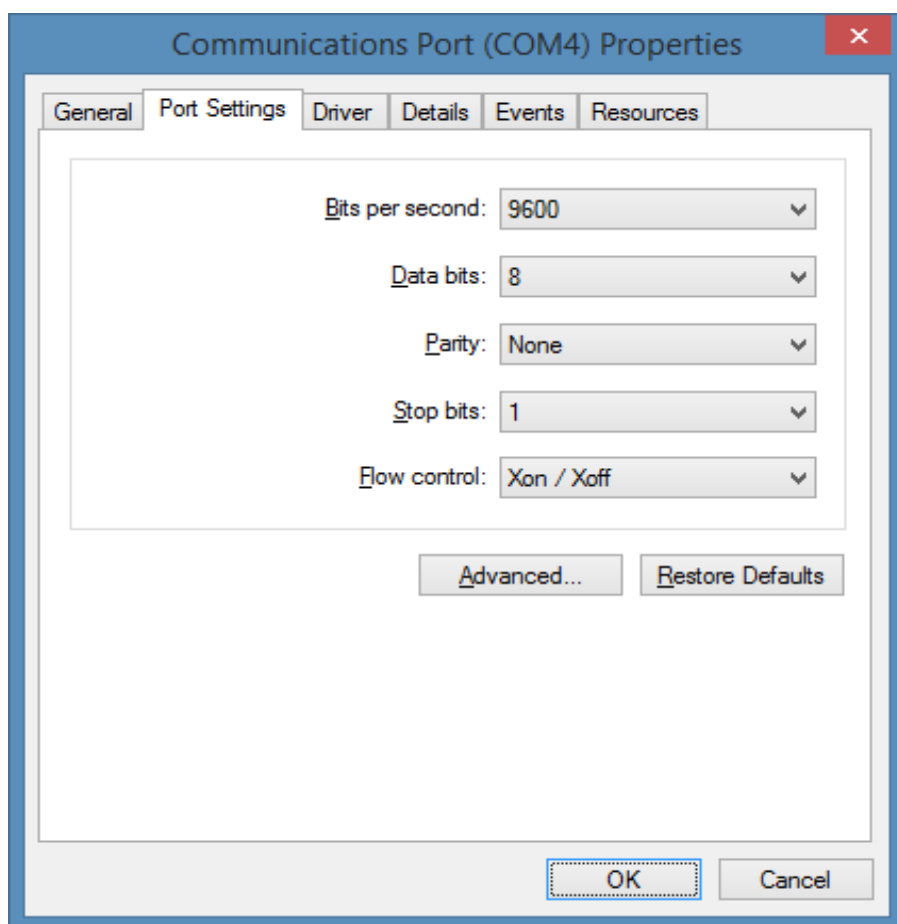 Communications Port (COM4) Properties
General Port Settings Driver Details Events Resources
Bits per second: 9600
Data bits: 8
Parity: None
Stop bits: 1
Flow control: Xon / Xoff
Advanced... Restore Defaults
OK Cancel